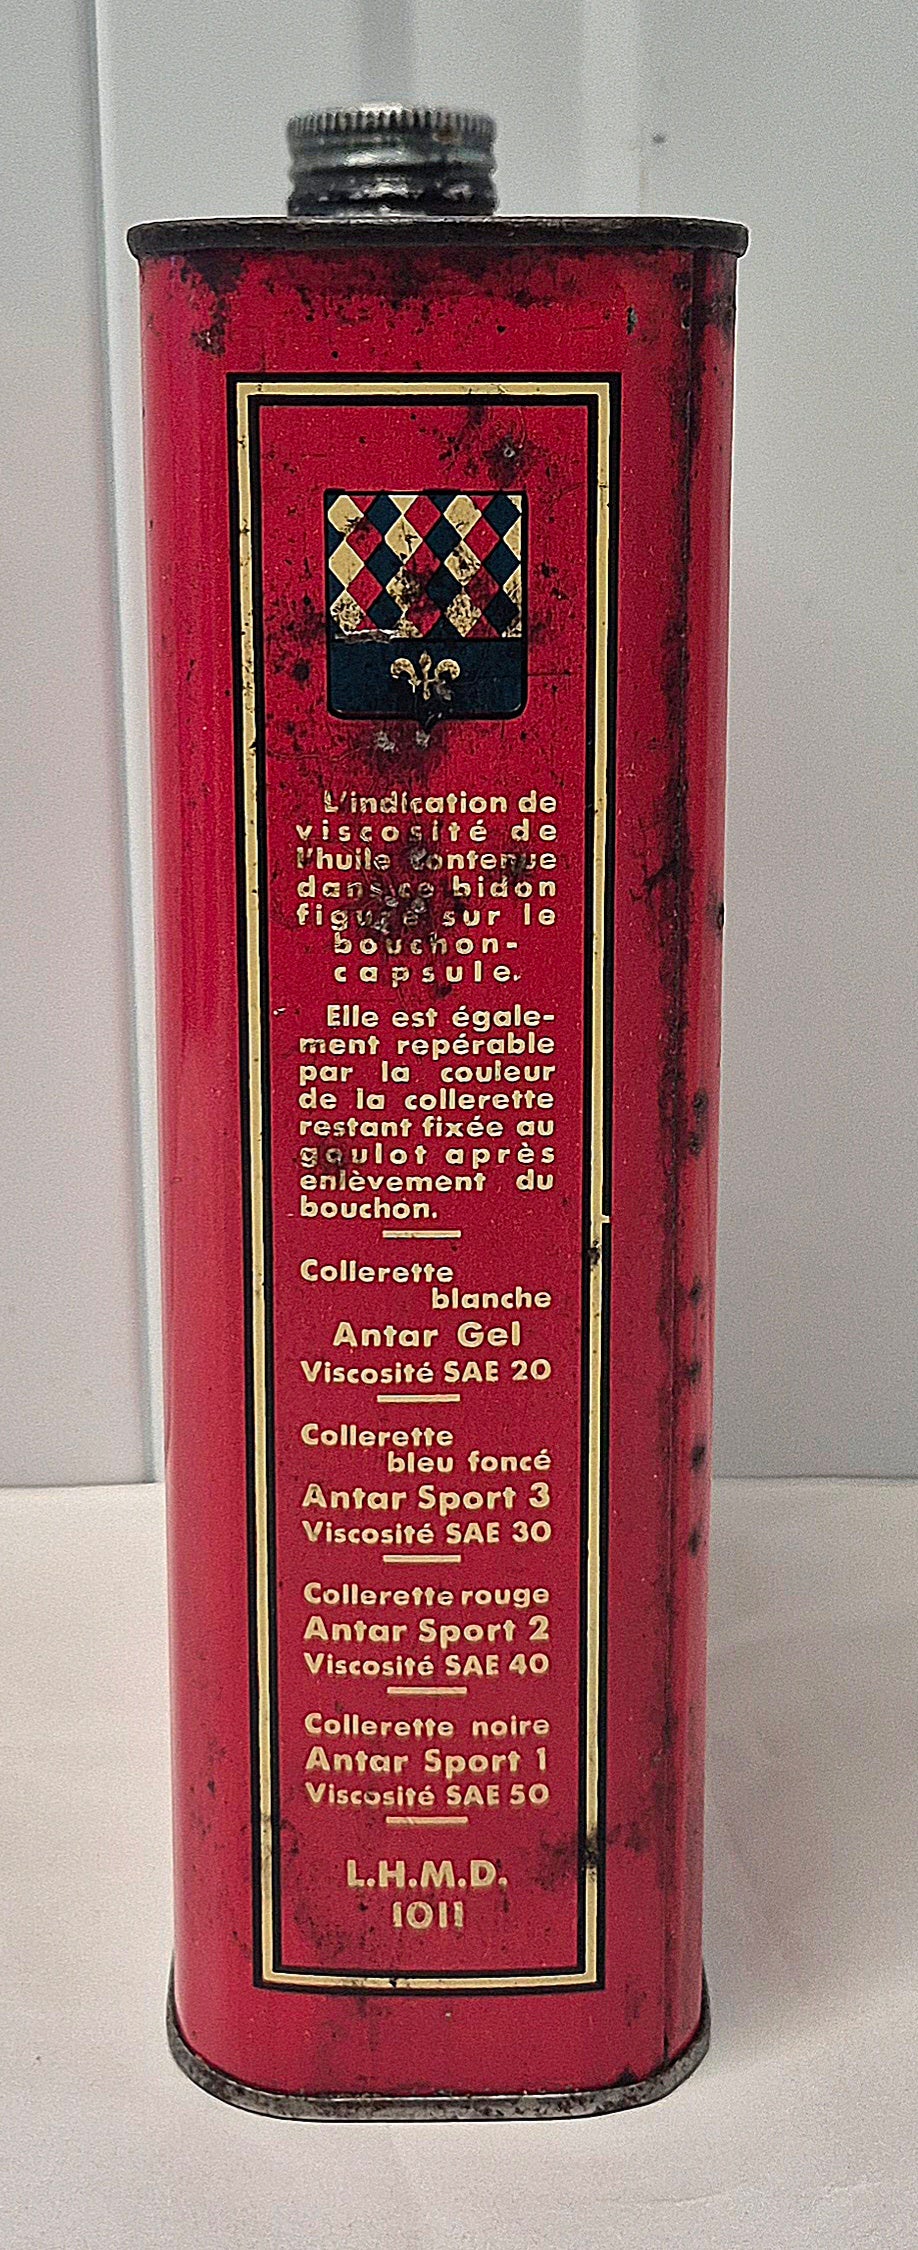 L'indication de
viscosité de
l'huile contenue
dans ce bidon
figure sur le
bouchon-
capsule.
Elle est égale-
ment repérable
par la couleur
de la collerette
restant fixée au
goulot après
enlèvement du
bouchon.
Collerette
blanche
Antar Gel
Viscosité SAE 20
Collerette
bleu foncé
Antar Sport 3
Viscosité SAE 30
Collerette rouge
Antar Sport 2
Viscosité SAE 40
Collerette noire
Antar Sport 1
Viscosité SAE 50
L.H.M.D.
1011